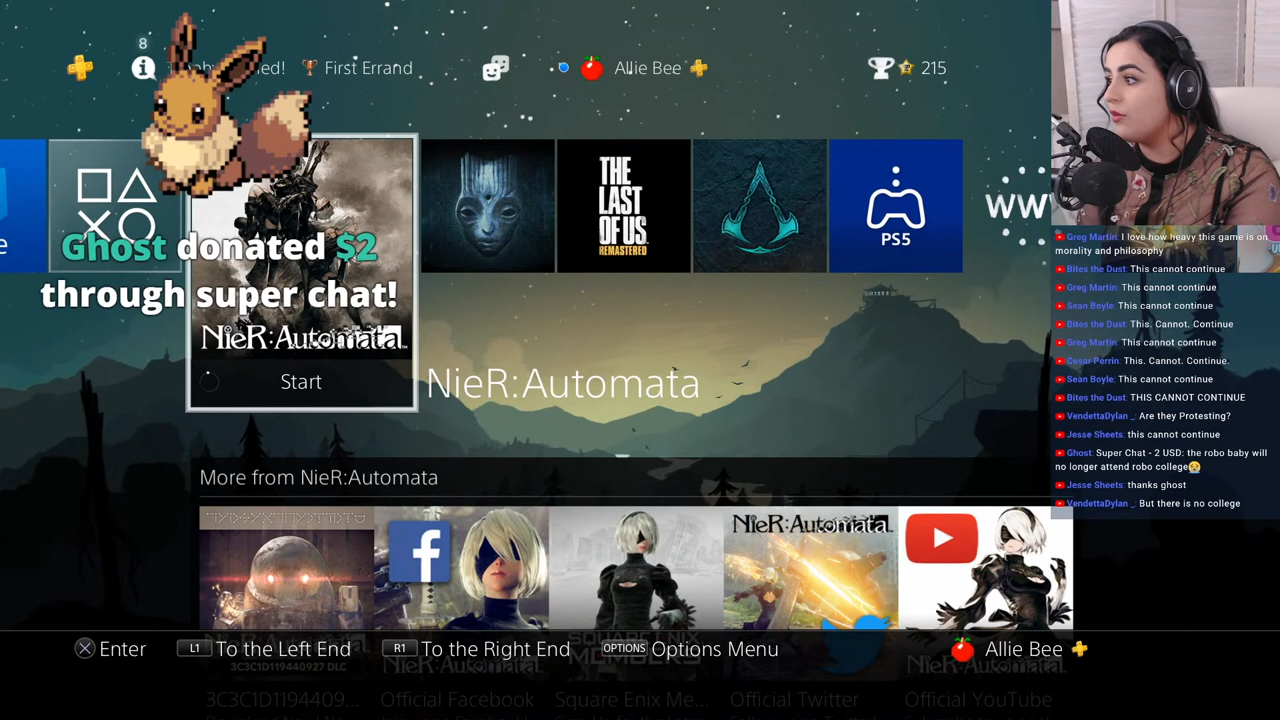 8
First Errand
Allie Bee
215
THE
LAST
OF US
REMASTERED
PS5
Ghost donated $2
through super chat!
NieR:Automata
Start
NieR:Automata
More from NieR:Automata
NieR:Automata
3C3C1D119440927 DLC
3C3C1D1194409...
Official Facebook
Square Enix Me...
Official Twitter
Official YouTube
Enter
L1 To the Left End
R1 To the Right End
OPTIONS Options Menu
Allie Bee
Greg Martin: I love how heavy this game is on
morality and philosophy
Bites the Dust: This cannot continue
Greg Martin: This cannot continue
Sean Boyle: This cannot continue
Bites the Dust: This. Cannot. Continue
Greg Martin: This cannot continue
Cesar Perrin: This. Cannot. Continue.
Sean Boyle: This cannot continue
Bites the Dust: THIS CANNOT CONTINUE
VendettaDylan _: Are they Protesting?
Jesse Sheets: this cannot continue
Ghost: Super Chat - 2 USD: the robo baby will
no longer attend robo college😭
Jesse Sheets: thanks ghost
VendettaDylan _: But there is no college